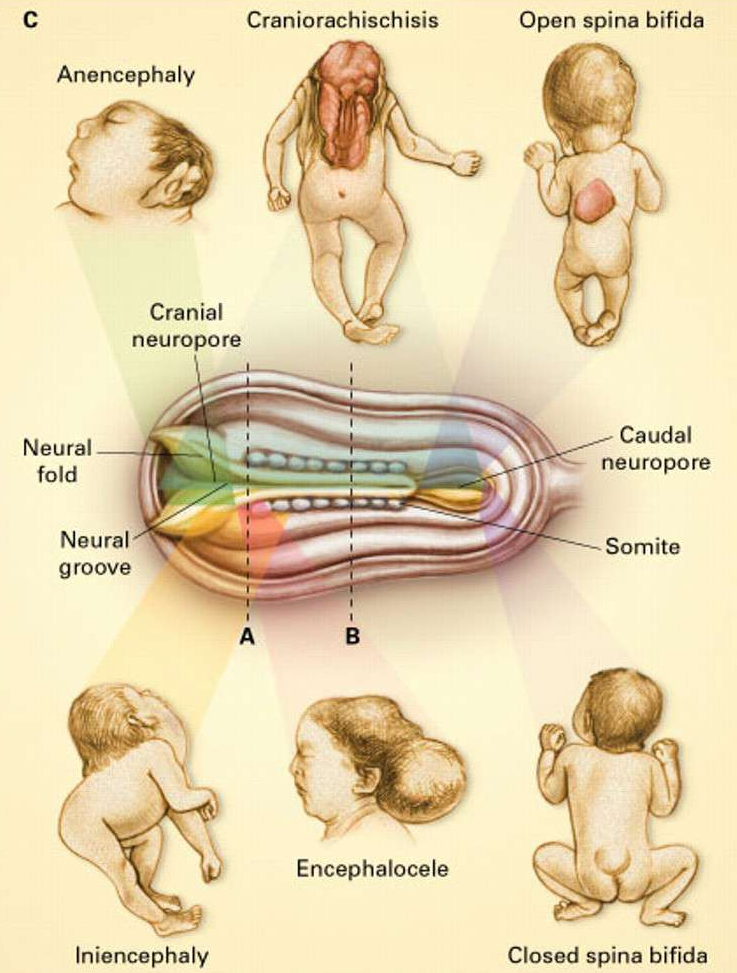 C
Craniorachischisis
Open spina bifida
Anencephaly
Cranial
neuropore
Neural
fold
Caudal
neuropore
Neural
groove
Somite
A
B
Encephalocele
Iniencephaly
Closed spina bifida